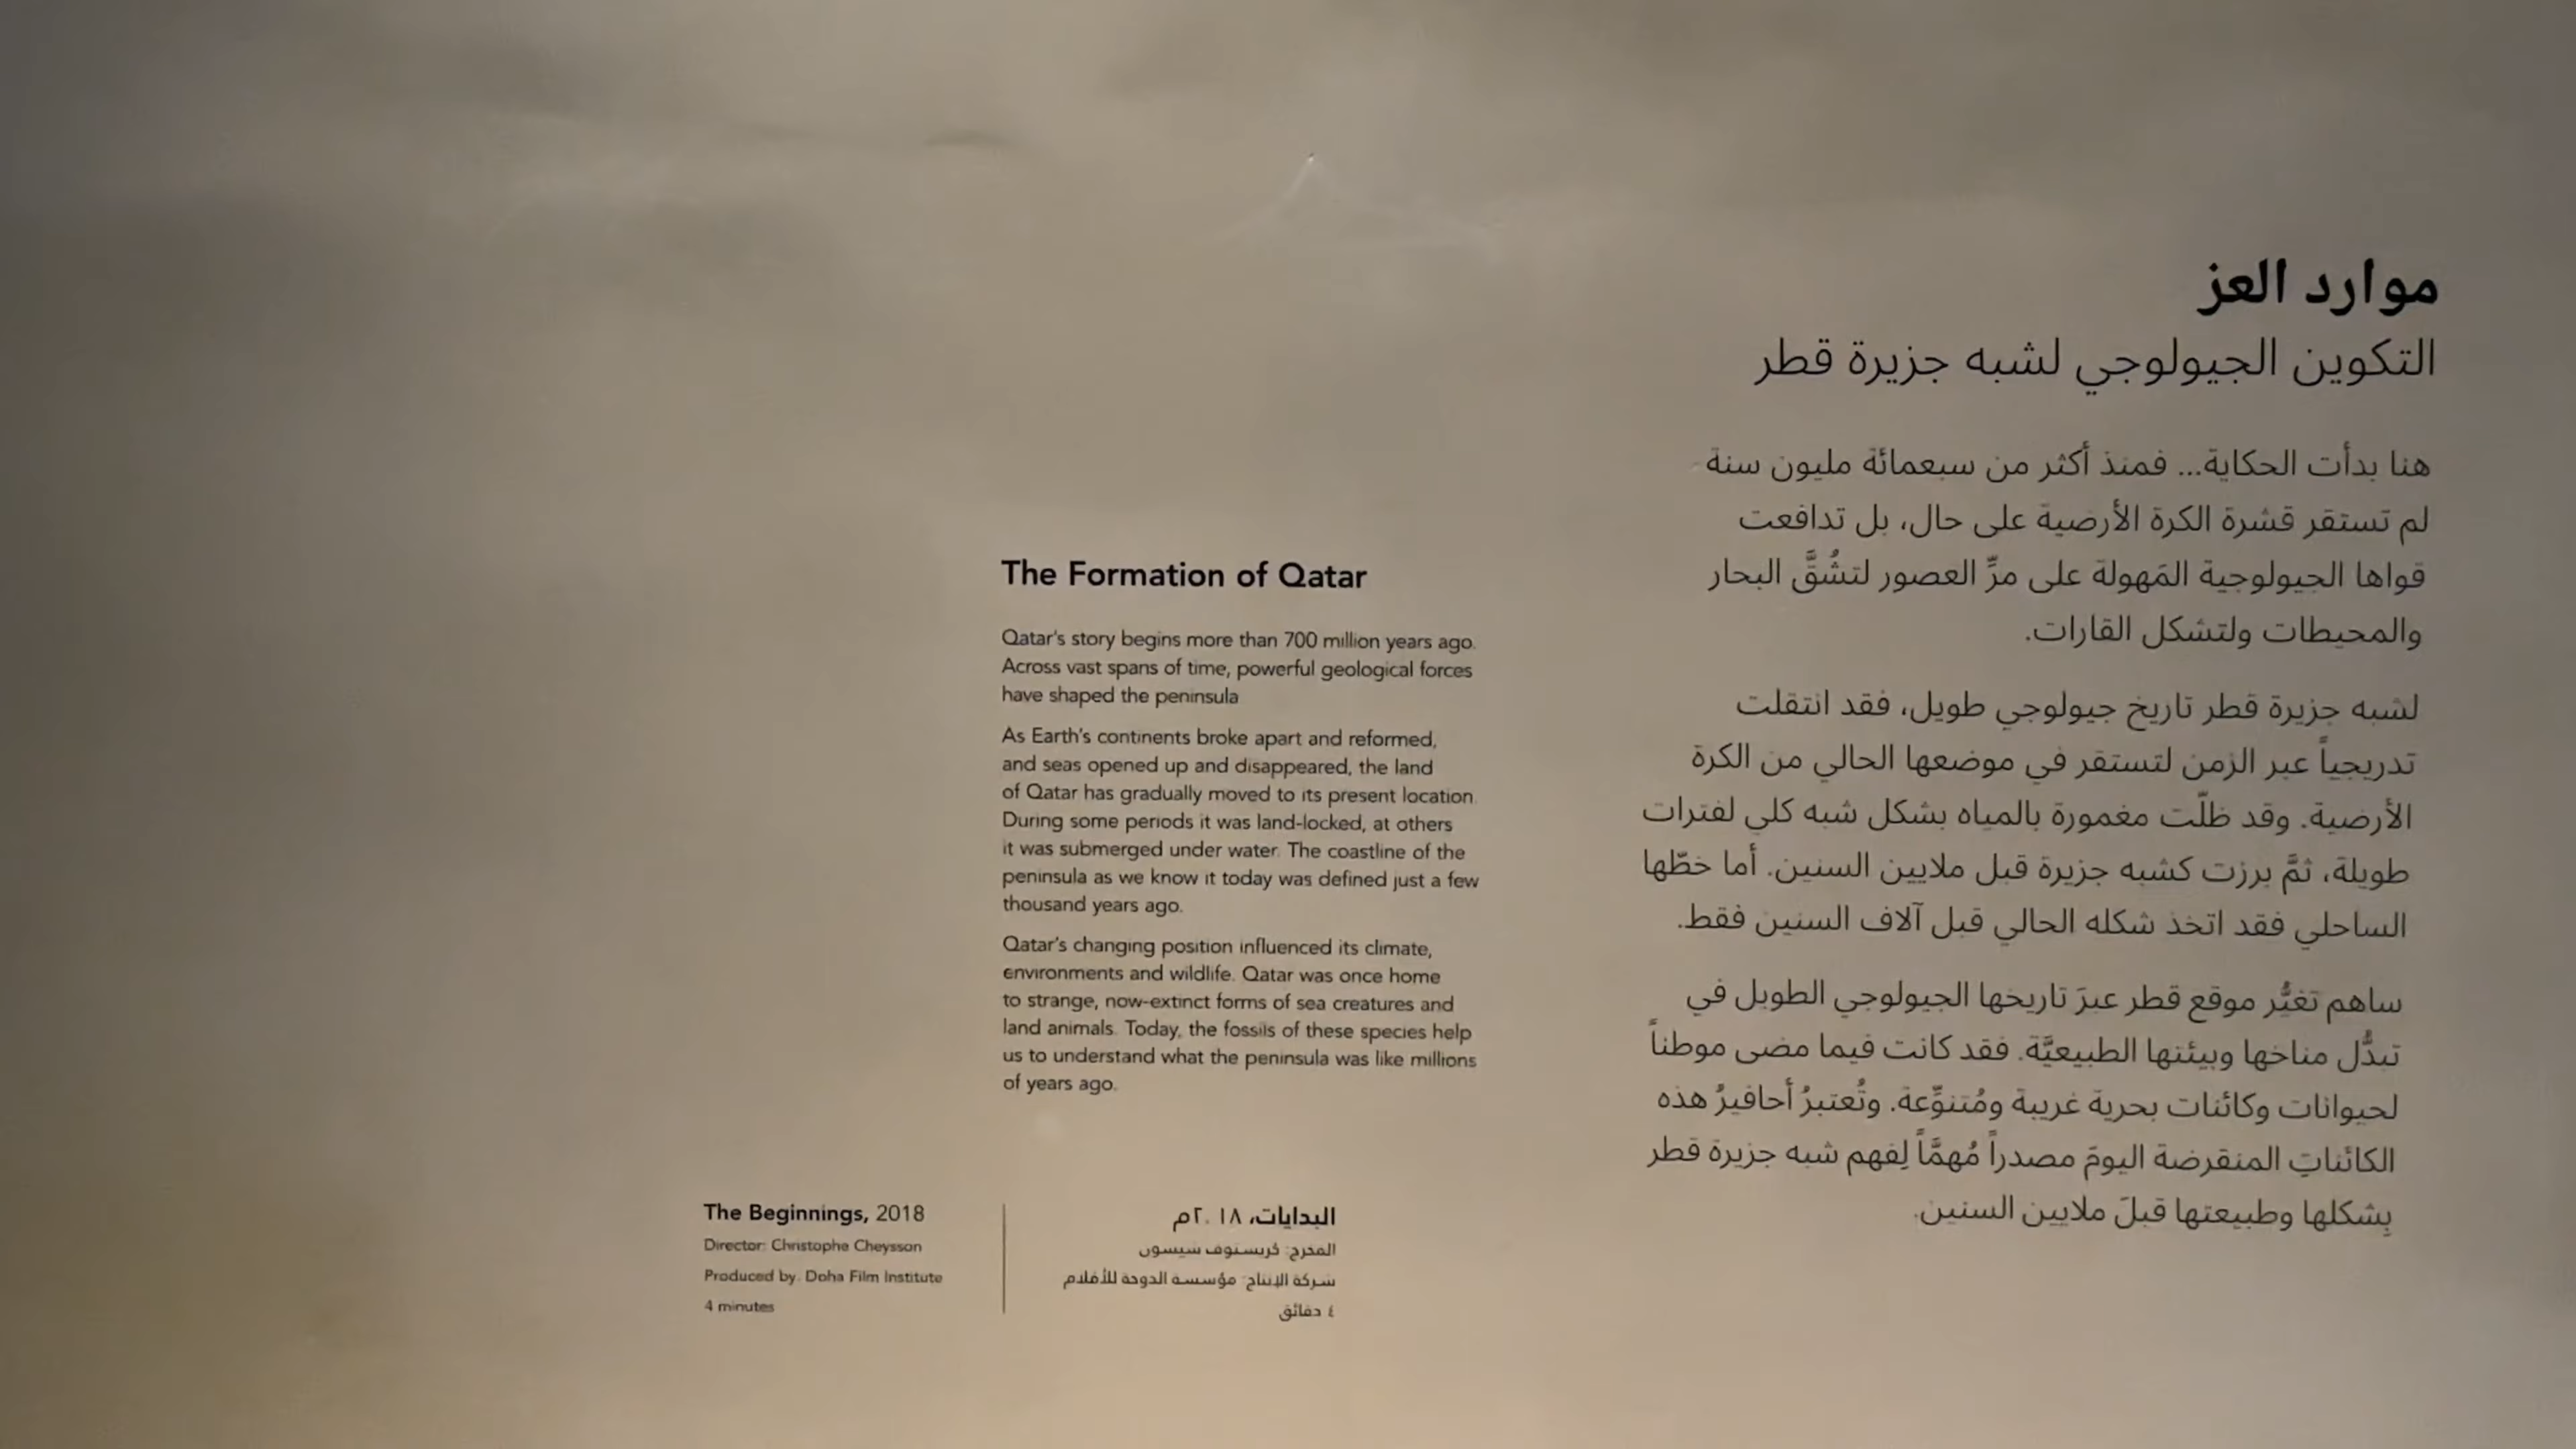 موارد العز
التكوين الجيولوجي لشبه جزيرة قطر
هنا بدأت الحكاية... فمنذ أكثر من سبعمائة مليون سنة
لم تستقر قشرة الكرة الأرضية على حال، بل تدافعت
قواها الجيولوجية المَهولة على مرِّ العصور لتشُقَّ البحار
والمحيطات ولتشكل القارات.
لشبه جزيرة قطر تاريخ جيولوجي طويل، فقد انتقلت
تدريجياً عبر الزمن لتستقر في موضعها الحالي من الكرة
الأرضية. وقد ظلّت مغمورة بالمياه بشكل شبه كلي لفترات
طويلة، ثمَّ برزت كشبه جزيرة قبل ملايين السنين. أما خطّها
الساحلي فقد اتخذ شكله الحالي قبل آلاف السنين فقط.
ساهم تغيُّر موقع قطر عبرَ تاريخها الجيولوجي الطويل في
تبدُّل مناخها وبيئتها الطبيعيَّة. فقد كانت فيما مضى موطناً
لحيوانات وكائنات بحرية غريبة ومُتنوِّعة. وتُعتبرُ أحافيرُ هذه
الكائناتِ المنقرضة اليومَ مصدراً مُهمَّاً لِفهم شبه جزيرة قطر
بِشكلها وطبيعتها قبلَ ملايين السنين.
The Formation of Qatar
Qatar's story begins more than 700 million years ago.
Across vast spans of time, powerful geological forces
have shaped the peninsula
As Earth's continents broke apart and reformed,
and seas opened up and disappeared, the land
of Qatar has gradually moved to its present location.
During some periods it was land-locked, at others
it was submerged under water. The coastline of the
peninsula as we know it today was defined just a few
thousand years ago.
Qatar's changing position influenced its climate,
environments and wildlife. Qatar was once home
to strange, now-extinct forms of sea creatures and
land animals. Today, the fossils of these species help
us to understand what the peninsula was like millions
of years ago.
The Beginnings, 2018
Director: Christophe Cheysson
Produced by: Doha Film Institute
4 minutes
البدايات، ٢٠١٨م
المخرج: كريستوف شيسون
شركة الإنتاج: مؤسسة الدوحة للأفلام
٤ دقائق